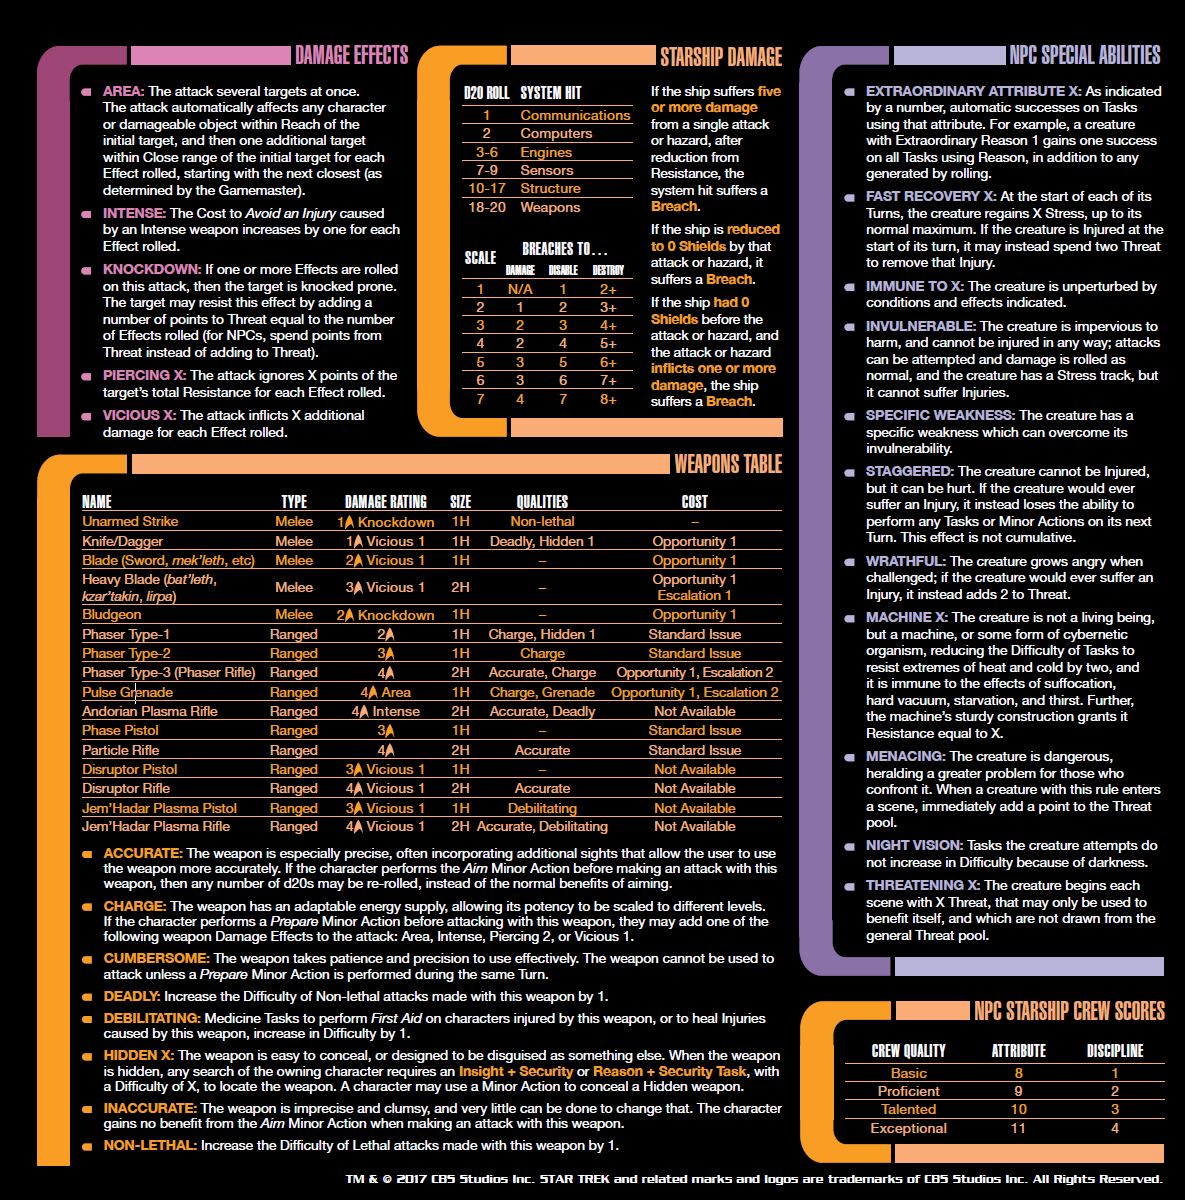 DAMAGE EFFECTS
AREA: The attack several targets at once.
The attack automatically affects any character
or damageable object within Reach of the
initial target, and then one additional target
within Close range of the initial target for each
Effect rolled, starting with the next closest (as
determined by the Gamemaster).
INTENSE: The Cost to Avoid an Injury caused
by an Intense weapon increases by one for each
Effect rolled.
KNOCKDOWN: If one or more Effects are rolled
on this attack, then the target is knocked prone.
The target may resist this effect by adding a
number of points to Threat equal to the number
of Effects rolled (for NPCs, spend points from
Threat instead of adding to Threat).
PIERCING X: The attack ignores X points of the
target's total Resistance for each Effect rolled.
VICIOUS X: The attack inflicts X additional
damage for each Effect rolled.
STARSHIP DAMAGE
D20 ROLL SYSTEM HIT
1 Communications
2 Computers
3-6 Engines
7-9 Sensors
10-17 Structure
18-20 Weapons
SCALE BREACHES TO...
DAMAGE DISABLE DESTROY
1 N/A 1 2+
2 1 2 3+
3 2 3 4+
4 2 4 5+
5 3 5 6+
6 3 6 7+
7 4 7 8+
If the ship suffers five
or more damage
from a single attack
or hazard, after
reduction from
Resistance, the
system hit suffers a
Breach.
If the ship is reduced
to 0 Shields by that
attack or hazard, it
suffers a Breach.
If the ship had 0
Shields before the
attack or hazard, and
the attack or hazard
inflicts one or more
damage, the ship
suffers a Breach.
WEAPONS TABLE
NAME TYPE DAMAGE RATING SIZE QUALITIES COST
Unarmed Strike Melee 1 Knockdown 1H Non-lethal –
Knife/Dagger Melee 1 Vicious 1 1H Deadly, Hidden 1 Opportunity 1
Blade (Sword, mek'leth, etc) Melee 2 Vicious 1 1H – Opportunity 1
Heavy Blade (bat'leth, kzar'takin, lirpa) Melee 3 Vicious 1 2H – Opportunity 1 Escalation 1
Bludgeon Melee 2 Knockdown 1H – Opportunity 1
Phaser Type-1 Ranged 2 1H Charge, Hidden 1 Standard Issue
Phaser Type-2 Ranged 3 1H Charge Standard Issue
Phaser Type-3 (Phaser Rifle) Ranged 4 2H Accurate, Charge Opportunity 1, Escalation 2
Pulse Grenade Ranged 4 Area 1H Charge, Grenade Opportunity 1, Escalation 2
Andorian Plasma Rifle Ranged 4 Intense 2H Accurate, Deadly Not Available
Phase Pistol Ranged 3 1H – Standard Issue
Particle Rifle Ranged 4 2H Accurate Standard Issue
Disruptor Pistol Ranged 3 Vicious 1 1H – Not Available
Disruptor Rifle Ranged 4 Vicious 1 2H Accurate Not Available
Jem'Hadar Plasma Pistol Ranged 3 Vicious 1 1H Debilitating Not Available
Jem'Hadar Plasma Rifle Ranged 4 Vicious 1 2H Accurate, Debilitating Not Available
ACCURATE: The weapon is especially precise, often incorporating additional sights that allow the user to use
the weapon more accurately. If the character performs the Aim Minor Action before making an attack with this
weapon, then any number of d20s may be re-rolled, instead of the normal benefits of aiming.
CHARGE: The weapon has an adaptable energy supply, allowing its potency to be scaled to different levels.
If the character performs a Prepare Minor Action before attacking with this weapon, they may add one of the
following weapon Damage Effects to the attack: Area, Intense, Piercing 2, or Vicious 1.
CUMBERSOME: The weapon takes patience and precision to use effectively. The weapon cannot be used to
attack unless a Prepare Minor Action is performed during the same Turn.
DEADLY: Increase the Difficulty of Non-lethal attacks made with this weapon by 1.
DEBILITATING: Medicine Tasks to perform First Aid on characters injured by this weapon, or to heal Injuries
caused by this weapon, increase in Difficulty by 1.
HIDDEN X: The weapon is easy to conceal, or designed to be disguised as something else. When the weapon
is hidden, any search of the owning character requires an Insight + Security or Reason + Security Task, with
a Difficulty of X, to locate the weapon. A character may use a Minor Action to conceal a Hidden weapon.
INACCURATE: The weapon is imprecise and clumsy, and very little can be done to change that. The character
gains no benefit from the Aim Minor Action when making an attack with this weapon.
NON-LETHAL: Increase the Difficulty of Lethal attacks made with this weapon by 1.
NPC SPECIAL ABILITIES
EXTRAORDINARY ATTRIBUTE X: As indicated
by a number, automatic successes on Tasks
using that attribute. For example, a creature
with Extraordinary Reason 1 gains one success
on all Tasks using Reason, in addition to any
generated by rolling.
FAST RECOVERY X: At the start of each of its
Turns, the creature regains X Stress, up to its
normal maximum. If the creature is Injured at the
start of its turn, it may instead spend two Threat
to remove that Injury.
IMMUNE TO X: The creature is unperturbed by
conditions and effects indicated.
INVULNERABLE: The creature is impervious to
harm, and cannot be injured in any way; attacks
can be attempted and damage is rolled as
normal, and the creature has a Stress track, but
it cannot suffer Injuries.
SPECIFIC WEAKNESS: The creature has a
specific weakness which can overcome its
invulnerability.
STAGGERED: The creature cannot be Injured,
but it can be hurt. If the creature would ever
suffer an Injury, it instead loses the ability to
perform any Tasks or Minor Actions on its next
Turn. This effect is not cumulative.
WRATHFUL: The creature grows angry when
challenged; if the creature would ever suffer an
Injury, it instead adds 2 to Threat.
MACHINE X: The creature is not a living being,
but a machine, or some form of cybernetic
organism, reducing the Difficulty of Tasks to
resist extremes of heat and cold by two, and
it is immune to the effects of suffocation,
hard vacuum, starvation, and thirst. Further,
the machine's sturdy construction grants it
Resistance equal to X.
MENACING: The creature is dangerous,
heralding a greater problem for those who
confront it. When a creature with this rule enters
a scene, immediately add a point to the Threat
pool.
NIGHT VISION: Tasks the creature attempts do
not increase in Difficulty because of darkness.
THREATENING X: The creature begins each
scene with X Threat, that may only be used to
benefit itself, and which are not drawn from the
general Threat pool.
NPC STARSHIP CREW SCORES
CREW QUALITY ATTRIBUTE DISCIPLINE
Basic 8 1
Proficient 9 2
Talented 10 3
Exceptional 11 4
TM & © 2017 CBS Studios Inc. STAR TREK and related marks and logos are trademarks of CBS Studios Inc. All Rights Reserved.